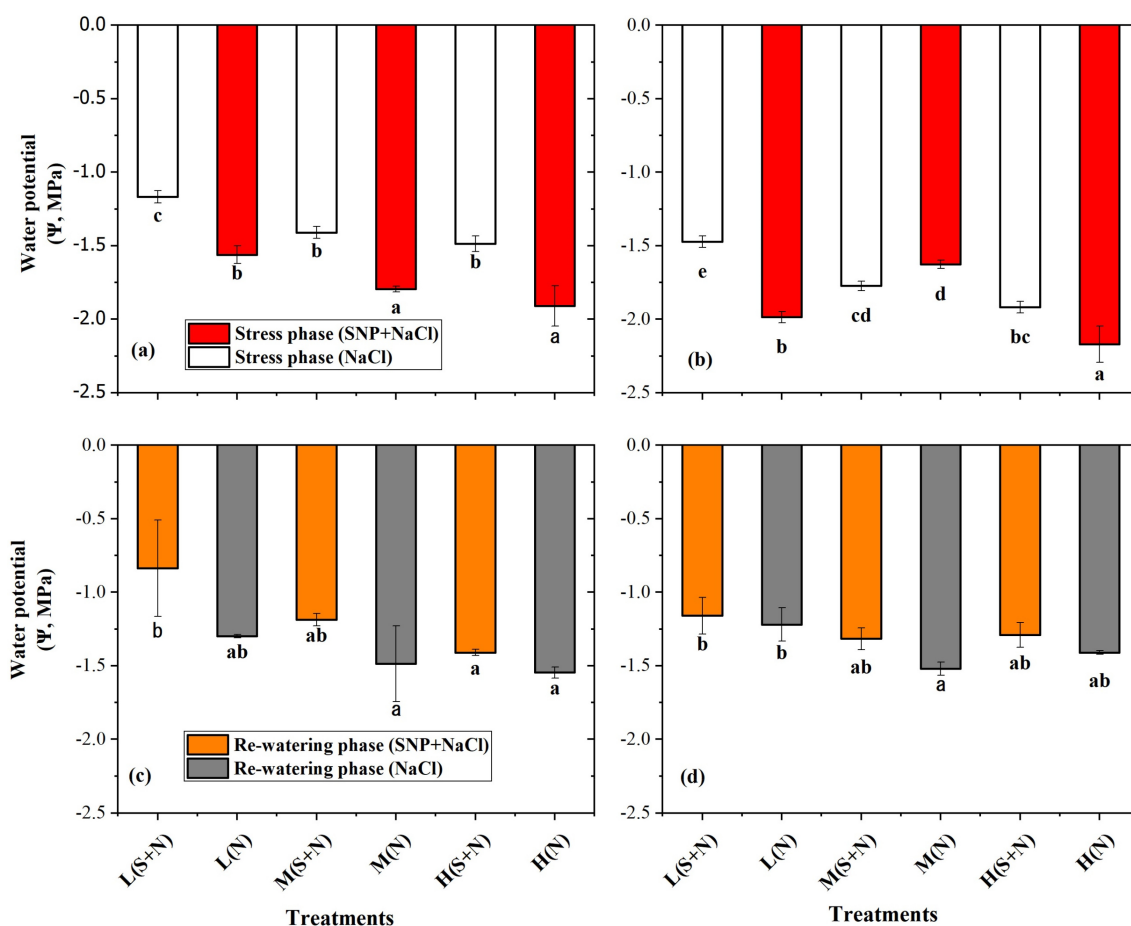 0.0
-0.5
-1.0
-1.5
-2.0
-2.5
Water potential
(Ψ, MPa)
c
b
b
a
b
a
(a)
Stress phase (SNP+NaCl)
Stress phase (NaCl)
0.0
-0.5
-1.0
-1.5
-2.0
-2.5
e
b
cd
d
bc
a
(b)
0.0
-0.5
-1.0
-1.5
-2.0
-2.5
Water potential
(Ψ, MPa)
b
ab
ab
a
a
a
(c)
Re-watering phase (SNP+NaCl)
Re-watering phase (NaCl)
L(S+N)
L(N)
M(S+N)
M(N)
H(S+N)
H(N)
Treatments
0.0
-0.5
-1.0
-1.5
-2.0
-2.5
b
b
ab
a
ab
ab
(d)
L(S+N)
L(N)
M(S+N)
M(N)
H(S+N)
H(N)
Treatments